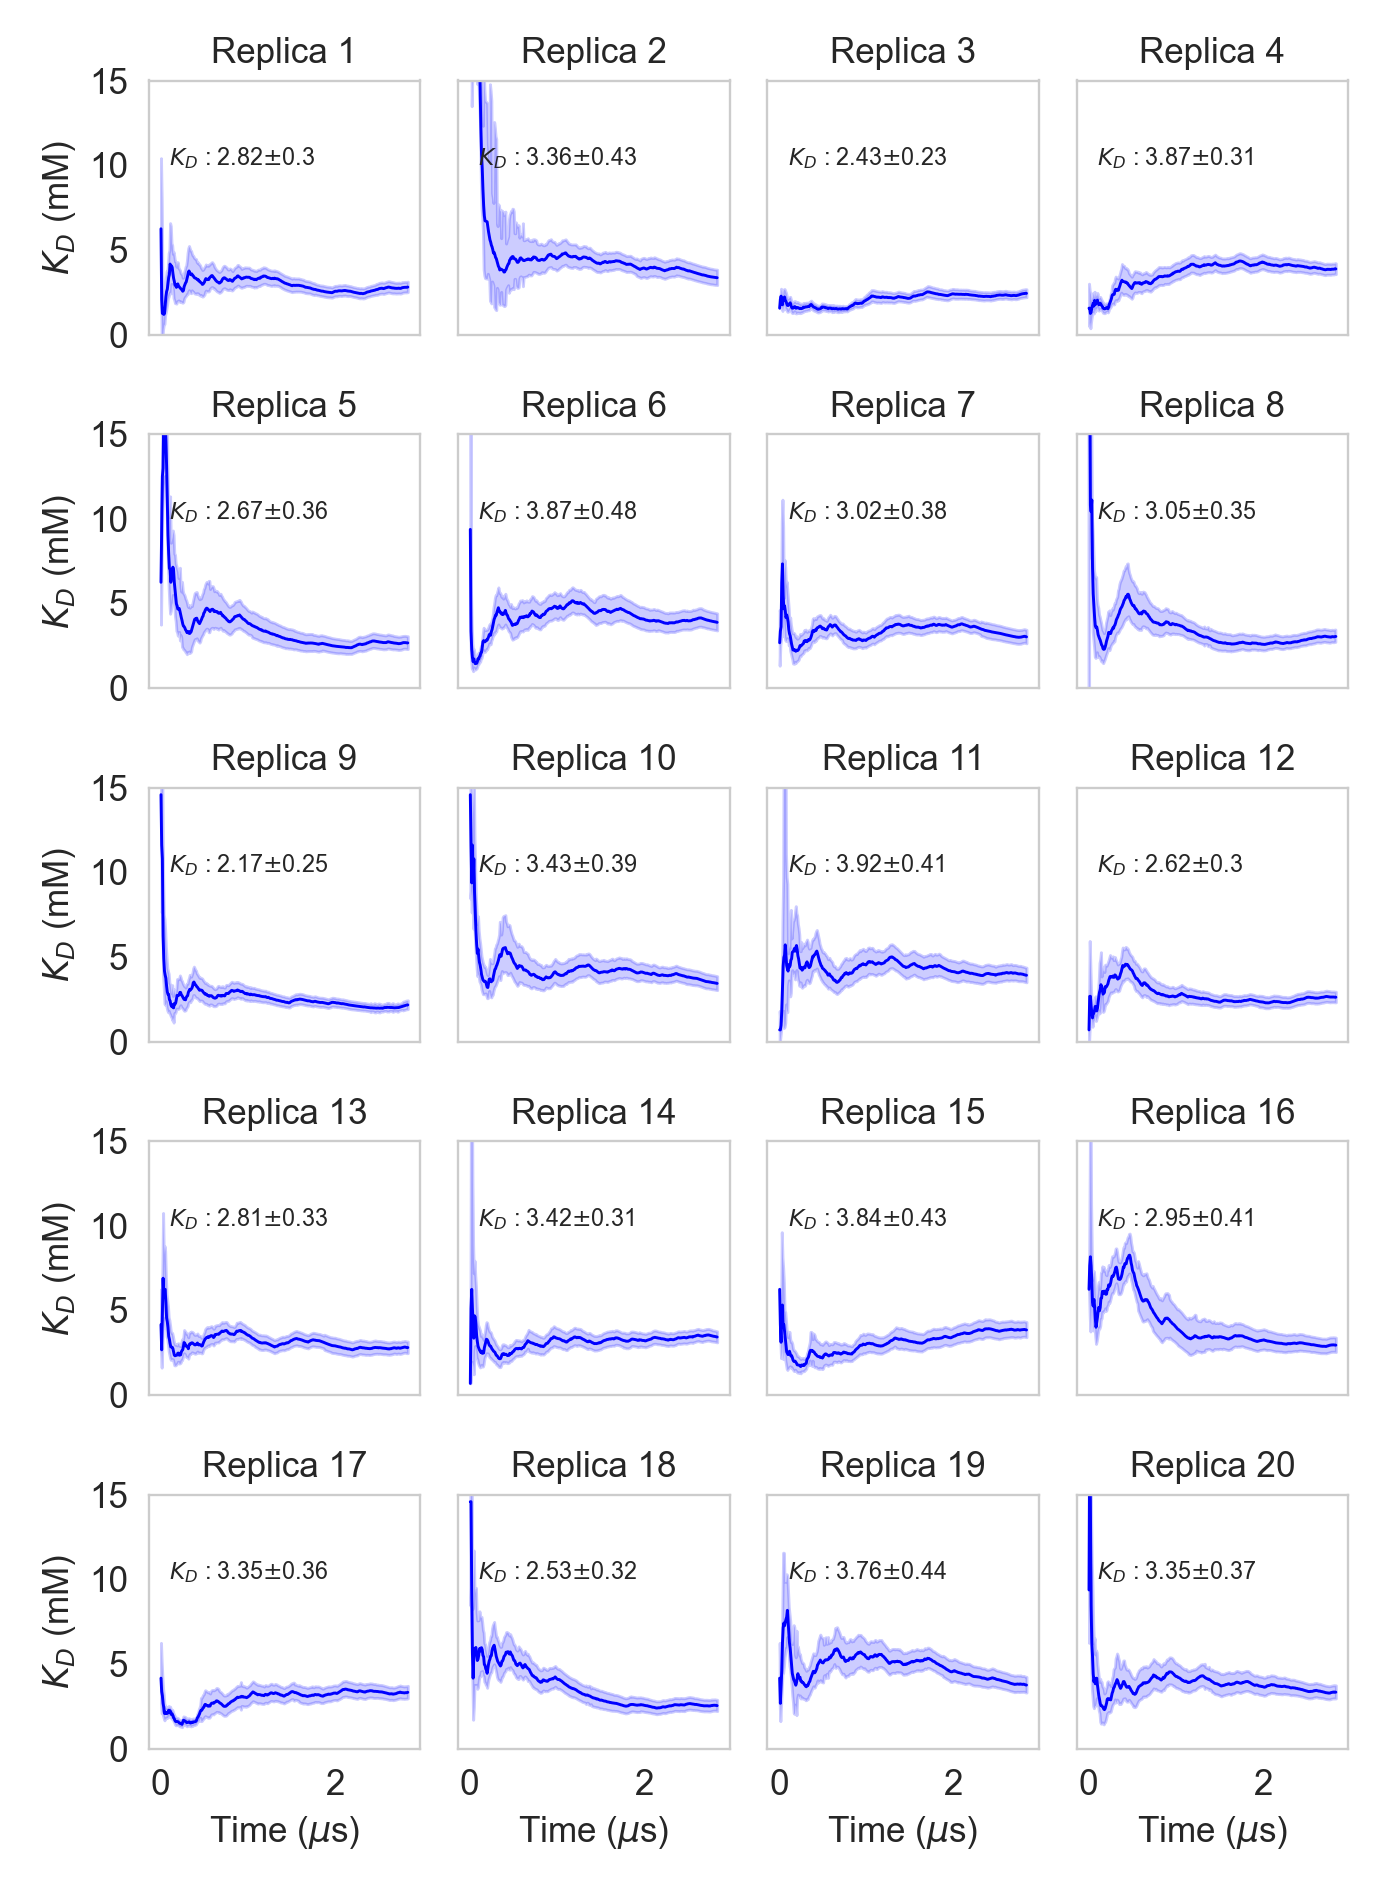 Replica 1 Replica 2 Replica 3 Replica 4
15
10
5
0
K_D (mM)
K_D : 2.82±0.3 K_D : 3.36±0.43 K_D : 2.43±0.23 K_D : 3.87±0.31
Replica 5 Replica 6 Replica 7 Replica 8
15
10
5
0
K_D (mM)
K_D : 2.67±0.36 K_D : 3.87±0.48 K_D : 3.02±0.38 K_D : 3.05±0.35
Replica 9 Replica 10 Replica 11 Replica 12
15
10
5
0
K_D (mM)
K_D : 2.17±0.25 K_D : 3.43±0.39 K_D : 3.92±0.41 K_D : 2.62±0.3
Replica 13 Replica 14 Replica 15 Replica 16
15
10
5
0
K_D (mM)
K_D : 2.81±0.33 K_D : 3.42±0.31 K_D : 3.84±0.43 K_D : 2.95±0.41
Replica 17 Replica 18 Replica 19 Replica 20
15
10
5
0
K_D (mM)
K_D : 3.35±0.36 K_D : 2.53±0.32 K_D : 3.76±0.44 K_D : 3.35±0.37
0 2 0 2 0 2 0 2
Time (μs) Time (μs) Time (μs) Time (μs)